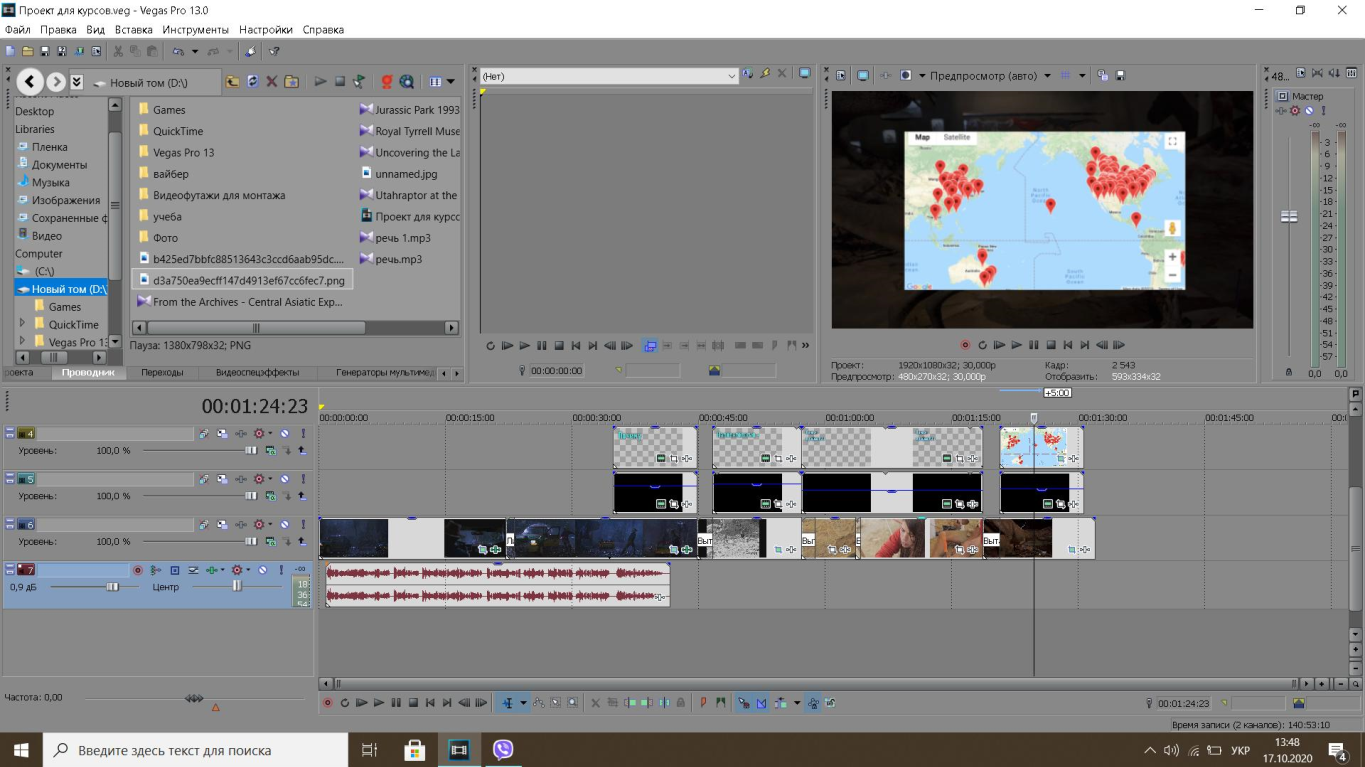 Проект для курсов.veg - Vegas Pro 13.0
Файл Правка Вид Вставка Инструменты Настройки Справка
Новый том (D:\)
(Нет)
Предпросмотр (авто)
48...
Desktop
Libraries
Пленка
Документы
Музыка
Изображения
Сохраненные ф
Видео
Computer
(C:\)
Новый том (D:\
Games
QuickTime
Vegas Pro 13
Games
QuickTime
Vegas Pro 13
вайбер
Видеофутажи для монтажа
учеба
Фото
b425ed7bbfc88513643c3ccd6aab95dc....
d3a750ea9ecff147d4913ef67cc6fec7.png
From the Archives - Central Asiatic Exp...
Jurassic Park 1993
Royal Tyrrell Muse
Uncovering the La
unnamed.jpg
Utahraptor at the
Проект для курсо
речь 1.mp3
речь.mp3
Пауза: 1380x798x32; PNG
роекта Проводник Переходы Видеоспецэффекты Генераторы мультимед
00:00:00:00
Map Satellite
North Pacific Ocean
South Pacific Ocean
Google
Проект: 1920x1080x32; 30,000p
Предпросмотр: 480x270x32; 30,000p
Кадр: 2 543
Отобразить: 593x334x32
Мастер
-∞ -∞
3
6
9
12
15
18
21
24
27
30
33
36
39
42
45
48
51
54
57
0,0 0,0
+5:00
00:01:24:23
00:00:00:00 00:00:15:00 00:00:30:00 00:00:45:00 00:01:00:00 00:01:15:00 00:01:30:00 00:01:45:00
4
Уровень: 100,0 %
5
Уровень: 100,0 %
6
Уровень: 100,0 %
Выт
Выт
Выт
7
-∞
0,9 дБ Центр
18
36
54
Частота: 0,00
00:01:24:23
Время записи (2 каналов): 140:53:10
Введите здесь текст для поиска
УКР
13:48
17.10.2020
4